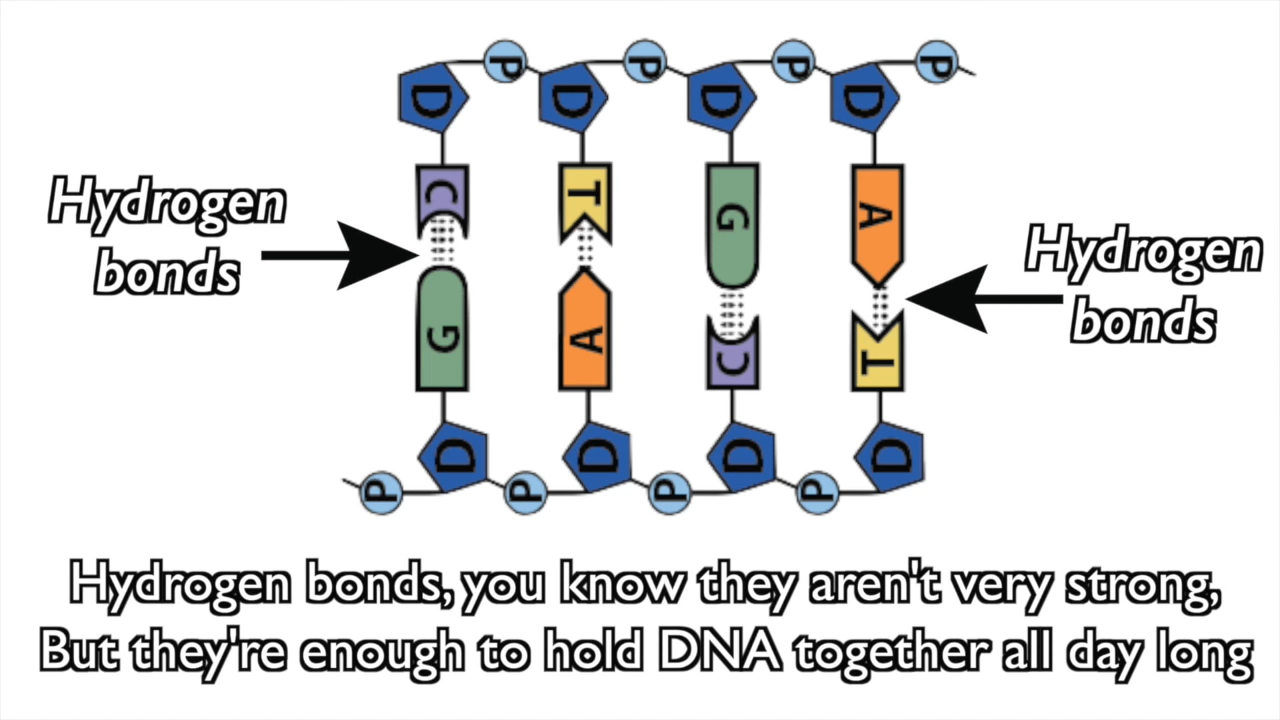 P P P P
D D D D
C T G A
Hydrogen
bonds
Hydrogen
bonds
G A C T
D D D D
P P P P
Hydrogen bonds, you know they aren't very strong,
But they're enough to hold DNA together all day long